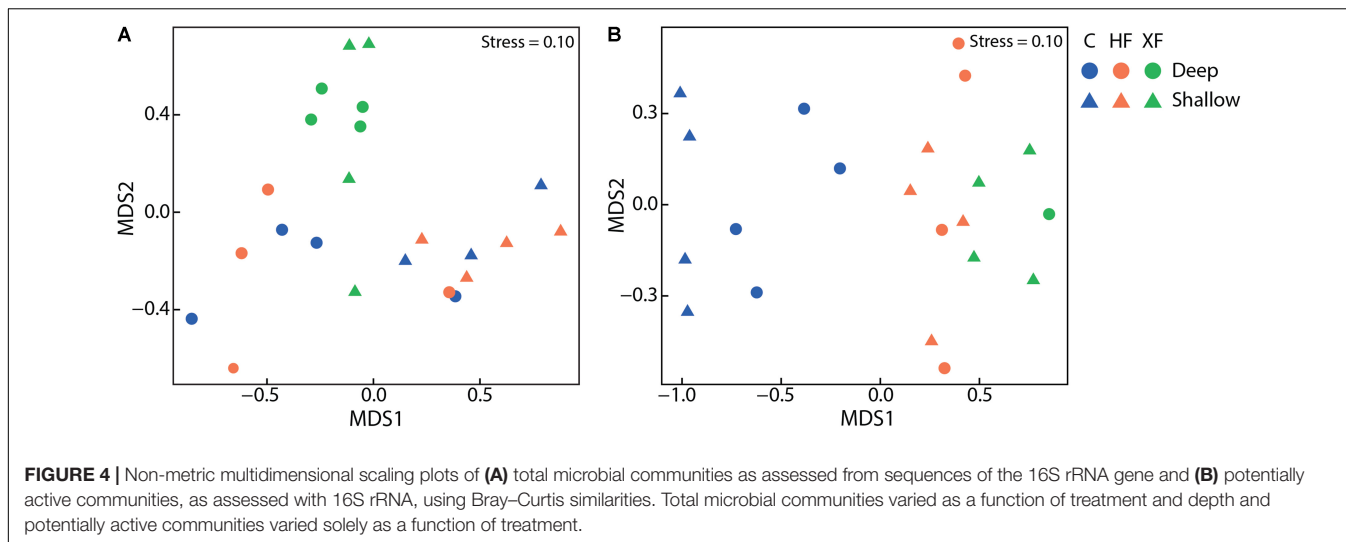 A
Stress = 0.10
0.4
0.0
−0.4
MDS2
−0.5
0.0
0.5
MDS1
B
Stress = 0.10
0.3
0.0
−0.3
MDS2
−1.0
−0.5
0.0
0.5
MDS1
C HF XF
Deep
Shallow
FIGURE 4 | Non-metric multidimensional scaling plots of (A) total microbial communities as assessed from sequences of the 16S rRNA gene and (B) potentially
active communities, as assessed with 16S rRNA, using Bray–Curtis similarities. Total microbial communities varied as a function of treatment and depth and
potentially active communities varied solely as a function of treatment.